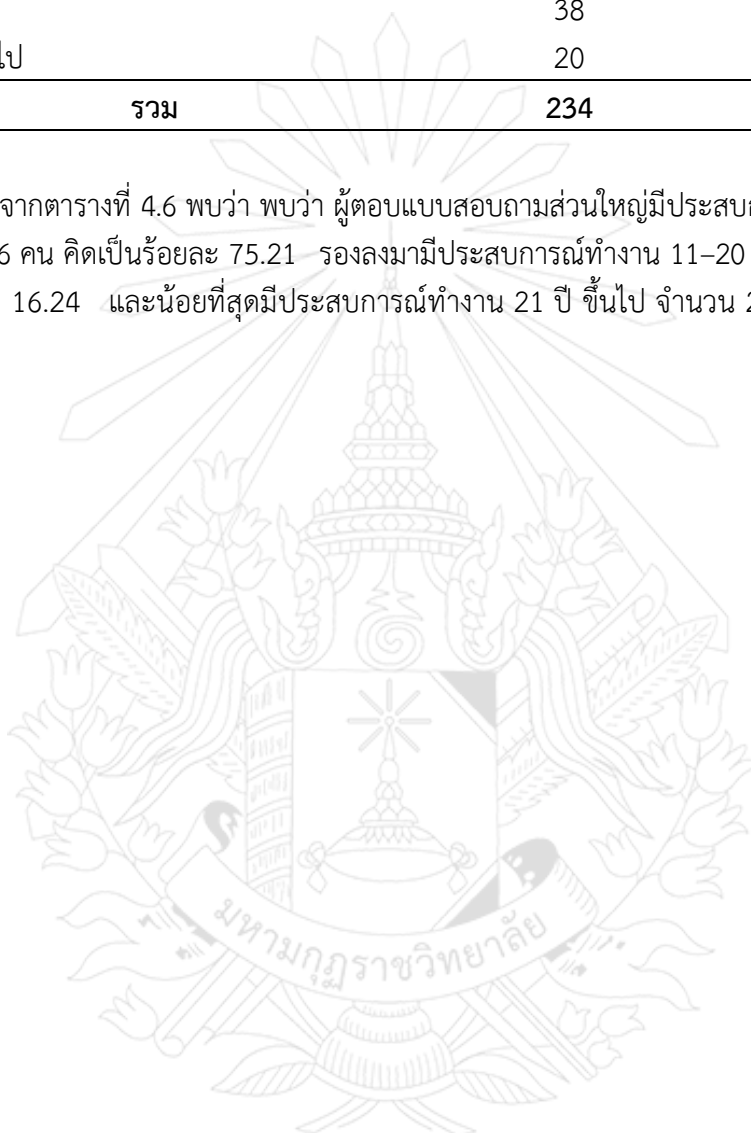 38
ไป
20
รวม
234
จากตารางที่ 4.6 พบว่า พบว่า ผู้ตอบแบบสอบถามส่วนใหญ่มีประสบก
6 คน คิดเป็นร้อยละ 75.21 รองลงมามีประสบการณ์ทำงาน 11–20
16.24 และน้อยที่สุดมีประสบการณ์ทำงาน 21 ปี ขึ้นไป จำนวน 2
มหามกุฏราชวิทยาลัย